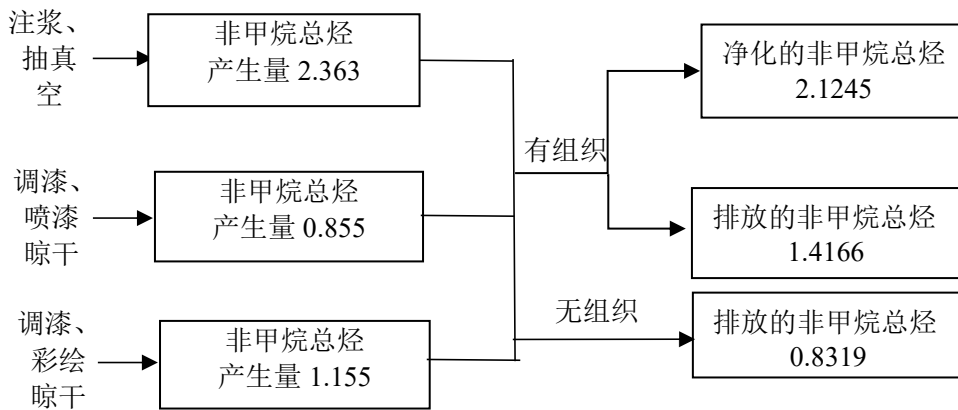 注浆、
抽真
空
非甲烷总烃
产生量 2.363
净化的非甲烷总烃
2.1245
有组织
调漆、
喷漆
晾干
非甲烷总烃
产生量 0.855
排放的非甲烷总烃
1.4166
无组织
调漆、
彩绘
晾干
非甲烷总烃
产生量 1.155
排放的非甲烷总烃
0.8319